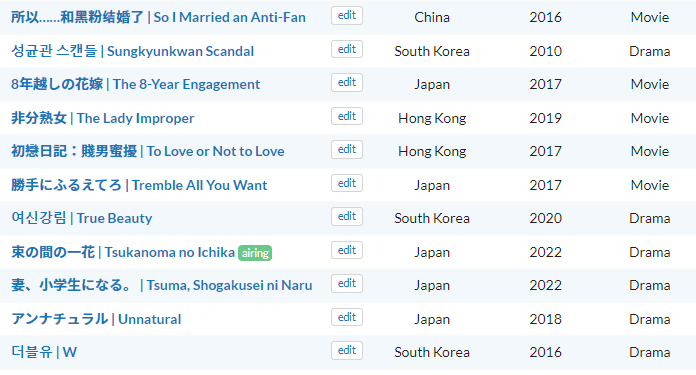 所以……和黑粉结婚了 | So I Married an Anti-Fan edit China 2016 Movie
성균관 스캔들 | Sungkyunkwan Scandal edit South Korea 2010 Drama
8年越しの花嫁 | The 8-Year Engagement edit Japan 2017 Movie
非分熟女 | The Lady Improper edit Hong Kong 2019 Movie
初戀日記：賤男蜜擾 | To Love or Not to Love edit Hong Kong 2017 Movie
勝手にふるえてろ | Tremble All You Want edit Japan 2017 Movie
여신강림 | True Beauty edit South Korea 2020 Drama
束の間の一花 | Tsukanoma no Ichika airing edit Japan 2022 Drama
妻、小学生になる。 | Tsuma, Shogakusei ni Naru edit Japan 2022 Drama
アンナチュラル | Unnatural edit Japan 2018 Drama
더블유 | W edit South Korea 2016 Drama